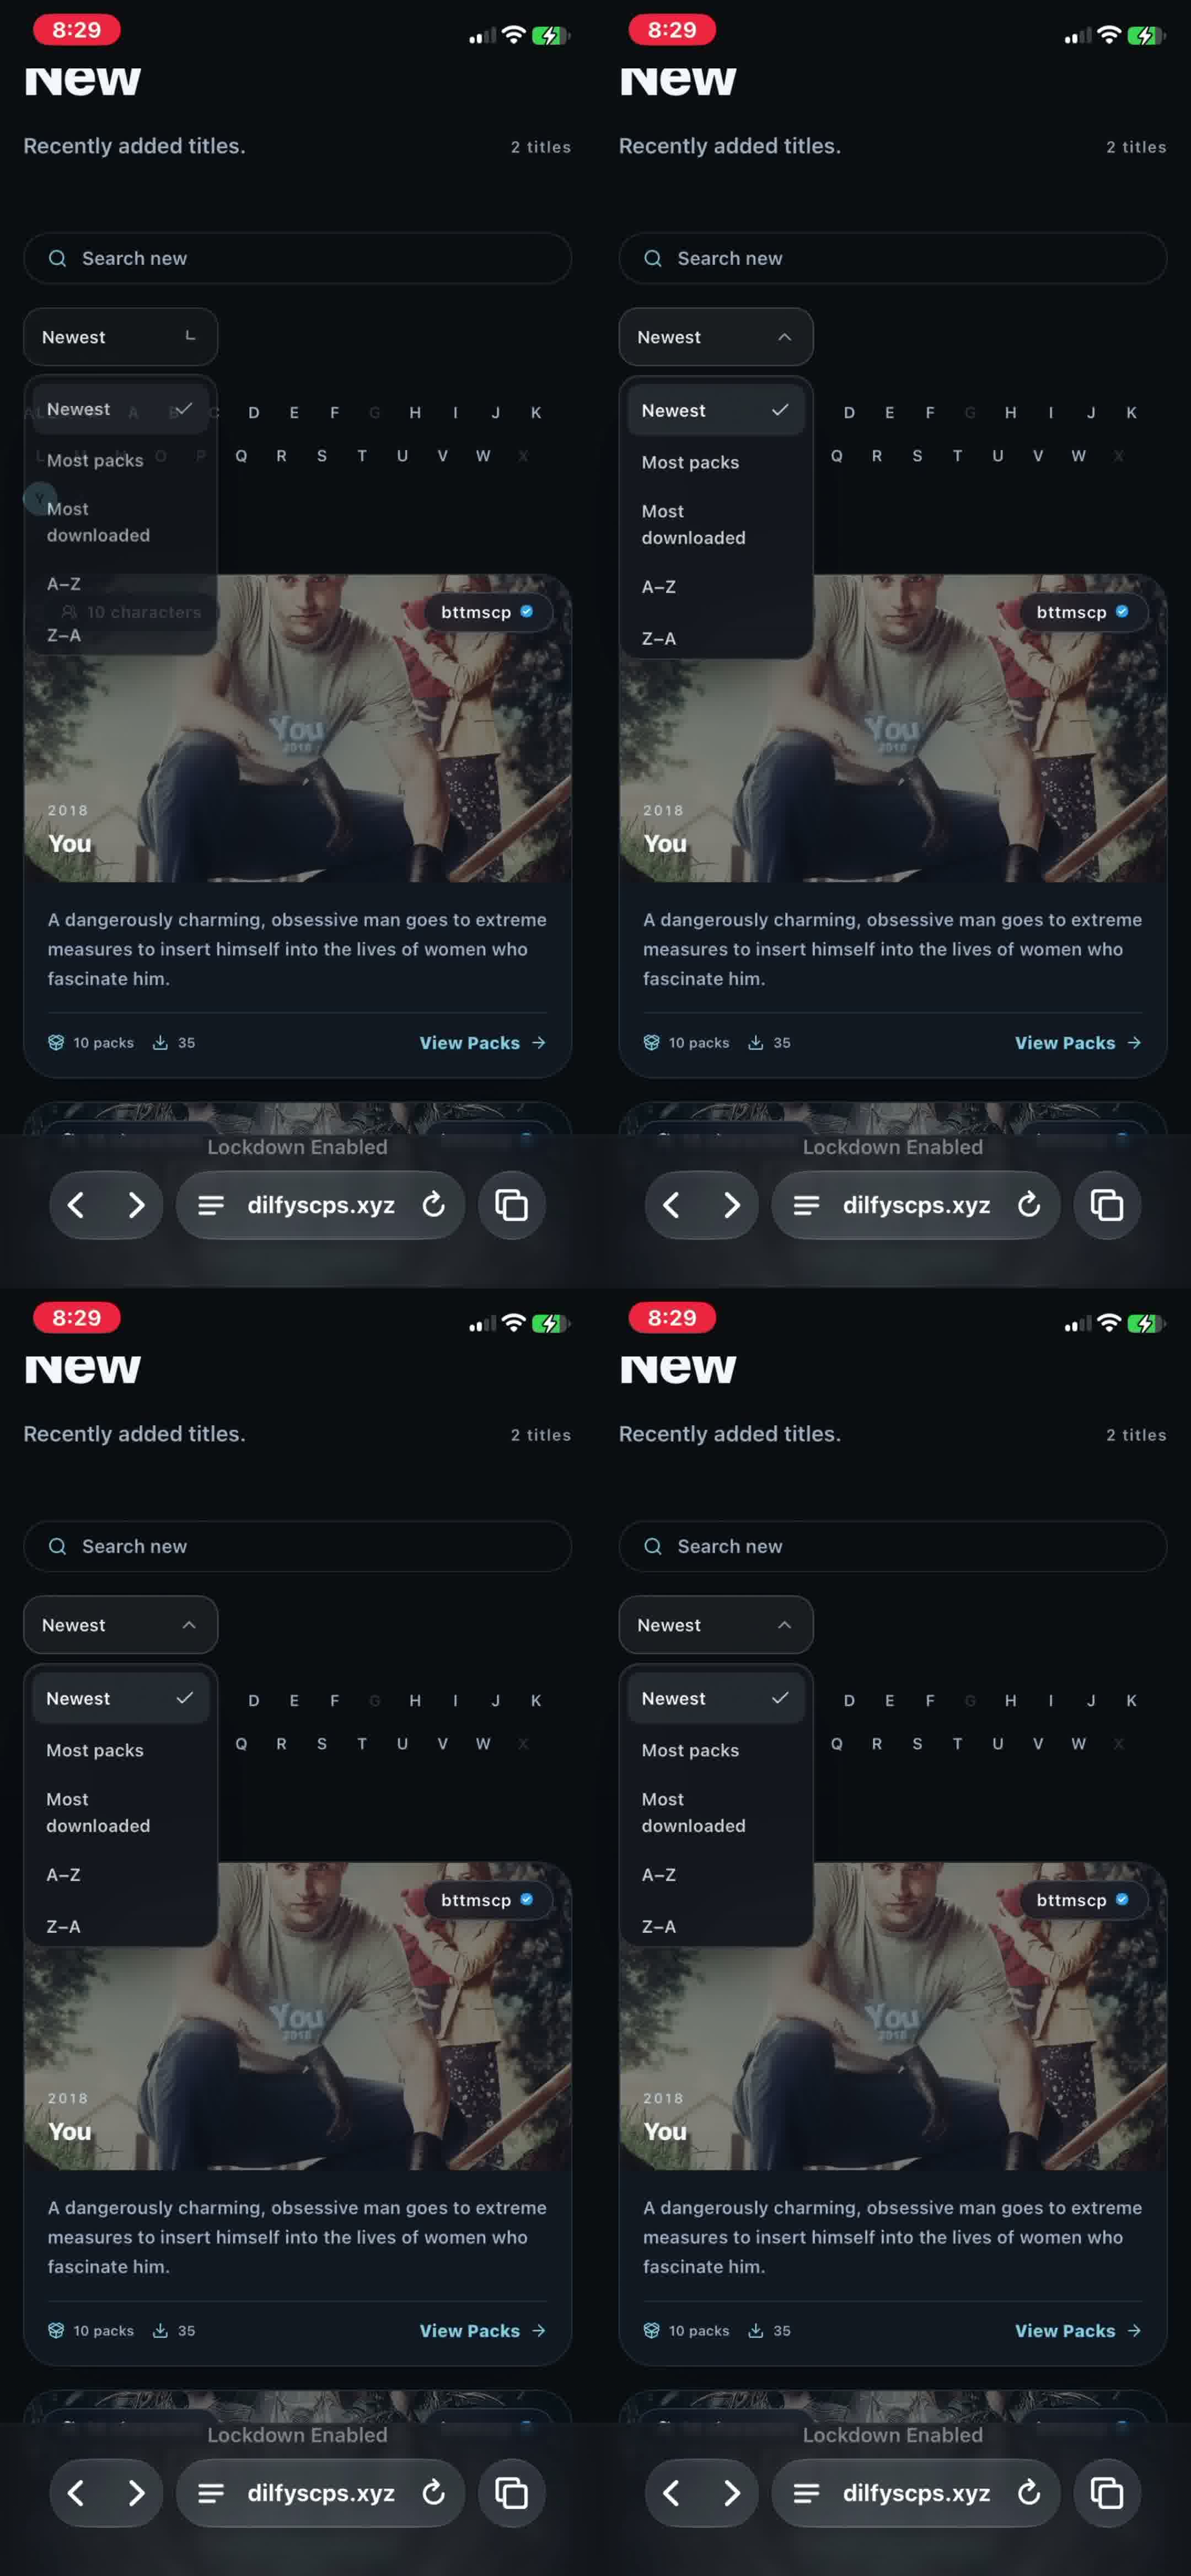 8:29
New
Recently added titles.
2 titles
Search new
Newest
Newest
Most packs
Most
downloaded
A–Z
Z–A
A B C D E F G H I J K
L O P Q R S T U V W X
Y
10 characters
bttmscp
You
2018
2018
You
A dangerously charming, obsessive man goes to extreme
measures to insert himself into the lives of women who
fascinate him.
10 packs
35
View Packs
Lockdown Enabled
dilfyscps.xyz
8:29
New
Recently added titles.
2 titles
Search new
Newest
Newest
Most packs
Most
downloaded
A–Z
Z–A
D E F G H I J K
Q R S T U V W X
bttmscp
You
2018
2018
You
A dangerously charming, obsessive man goes to extreme
measures to insert himself into the lives of women who
fascinate him.
10 packs
35
View Packs
Lockdown Enabled
dilfyscps.xyz
8:29
New
Recently added titles.
2 titles
Search new
Newest
Newest
Most packs
Most
downloaded
A–Z
Z–A
D E F G H I J K
Q R S T U V W X
bttmscp
You
2018
2018
You
A dangerously charming, obsessive man goes to extreme
measures to insert himself into the lives of women who
fascinate him.
10 packs
35
View Packs
Lockdown Enabled
dilfyscps.xyz
8:29
New
Recently added titles.
2 titles
Search new
Newest
Newest
Most packs
Most
downloaded
A–Z
Z–A
D E F G H I J K
Q R S T U V W X
bttmscp
You
2018
2018
You
A dangerously charming, obsessive man goes to extreme
measures to insert himself into the lives of women who
fascinate him.
10 packs
35
View Packs
Lockdown Enabled
dilfyscps.xyz